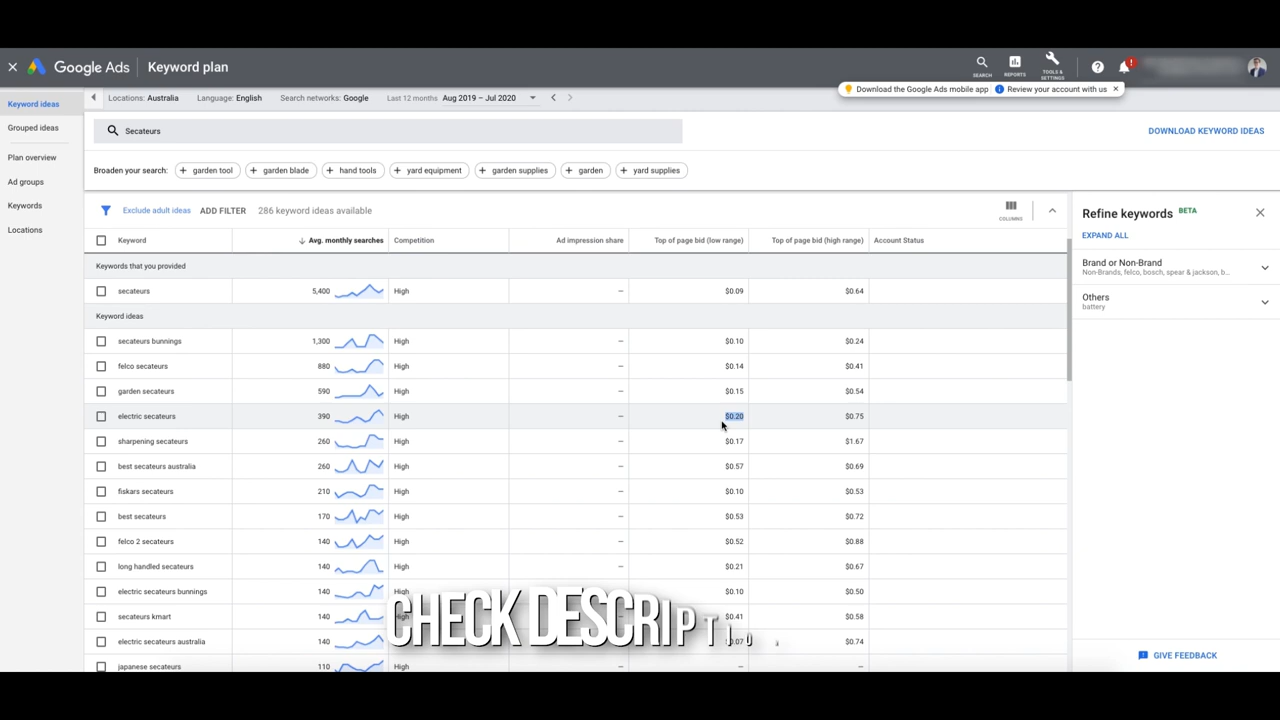 Google Ads Keyword plan SEARCH REPORTS TOOLS & SETTINGS
Download the Google Ads mobile app Review your account with us
Keyword ideas
Grouped ideas
Plan overview
Ad groups
Keywords
Locations
Locations: Australia Language: English Search networks: Google Last 12 months Aug 2019 – Jul 2020
Secateurs DOWNLOAD KEYWORD IDEAS
Broaden your search: + garden tool + garden blade + hand tools + yard equipment + garden supplies + garden + yard supplies
Exclude adult ideas ADD FILTER 286 keyword ideas available COLUMNS
Keyword Avg. monthly searches Competition Ad impression share Top of page bid (low range) Top of page bid (high range) Account Status
Keywords that you provided
secateurs 5,400 High – $0.09 $0.64
Keyword ideas
secateurs bunnings 1,300 High – $0.10 $0.24
felco secateurs 880 High – $0.14 $0.41
garden secateurs 590 High – $0.15 $0.54
electric secateurs 390 High – $0.20 $0.75
sharpening secateurs 260 High – $0.17 $1.67
best secateurs australia 260 High – $0.57 $0.69
fiskars secateurs 210 High – $0.10 $0.53
best secateurs 170 High – $0.53 $0.72
felco 2 secateurs 140 High – $0.52 $0.88
long handled secateurs 140 High – $0.21 $0.67
electric secateurs bunnings 140 High $0.10 $0.50
secateurs kmart 140 $0.41 $0.58
electric secateurs australia 140 $0.74
japanese secateurs 110 High – – –
Refine keywords BETA
EXPAND ALL
Brand or Non-Brand
Non-Brands, felco, bosch, spear & jackson, b...
Others
battery
GIVE FEEDBACK
CHECK DESCRIPTIO